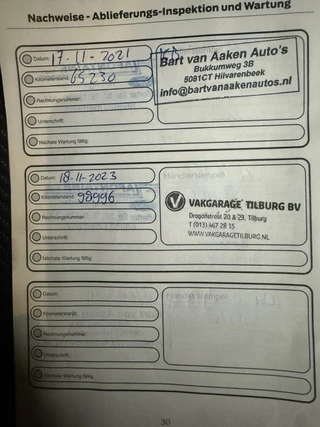 Nachweise - Ablieferungs-Inspektion und Wartung
Datum: 17-11-2021
Kilometerstand: 65230
Rechnungsnummer:
Unterschrift:
Nächste Wartung fällig:
Bart van Aaken Auto's
Bukkumweg 3B
5081CT Hilvarenbeek
info@bartvanaakenautos.nl
Datum: 18-11-2023
Kilometerstand: 98996
Rechnungsnummer:
Unterschrift:
Nächste Wartung fällig:
Händlerstempel
VAKGARAGE TILBURG BV
Dragonstraat 20 & 29, Tilburg
T (013) 467 28 15
WWW.VAKGARAGETILBURG.NL
Datum:
Kilometerstand:
Rechnungsnummer:
Unterschrift:
Nächste Wartung fällig:
Händlerstempel
30